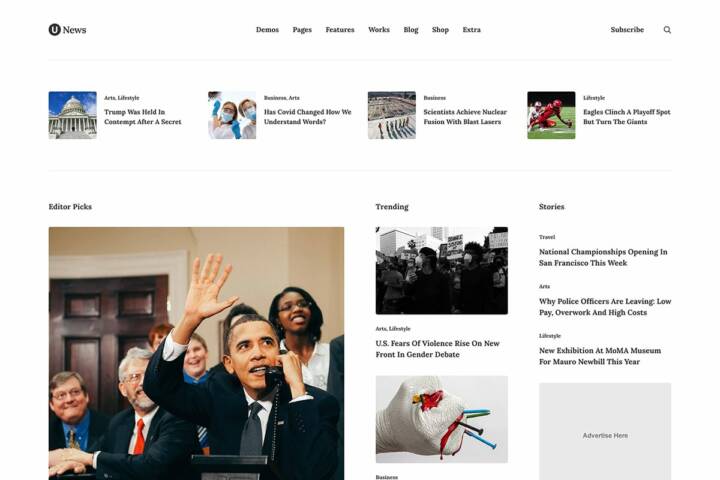 U News
Demos Pages Features Works Blog Shop Extra
Subscribe
Arts, Lifestyle
Trump Was Held In
Contempt After A Secret
Business, Arts
Has Covid Changed How We
Understand Words?
Business
Scientists Achieve Nuclear
Fusion With Blast Lasers
Lifestyle
Eagles Clinch A Playoff Spot
But Turn The Giants
Editor Picks
Trending
Arts, Lifestyle
U.S. Fears Of Violence Rise On New
Front In Gender Debate
Business
Stories
Travel
National Championships Opening In
San Francisco This Week
Arts
Why Police Officers Are Leaving: Low
Pay, Overwork And High Costs
Lifestyle
New Exhibition At MoMA Museum
For Mauro Newbill This Year
Advertise Here